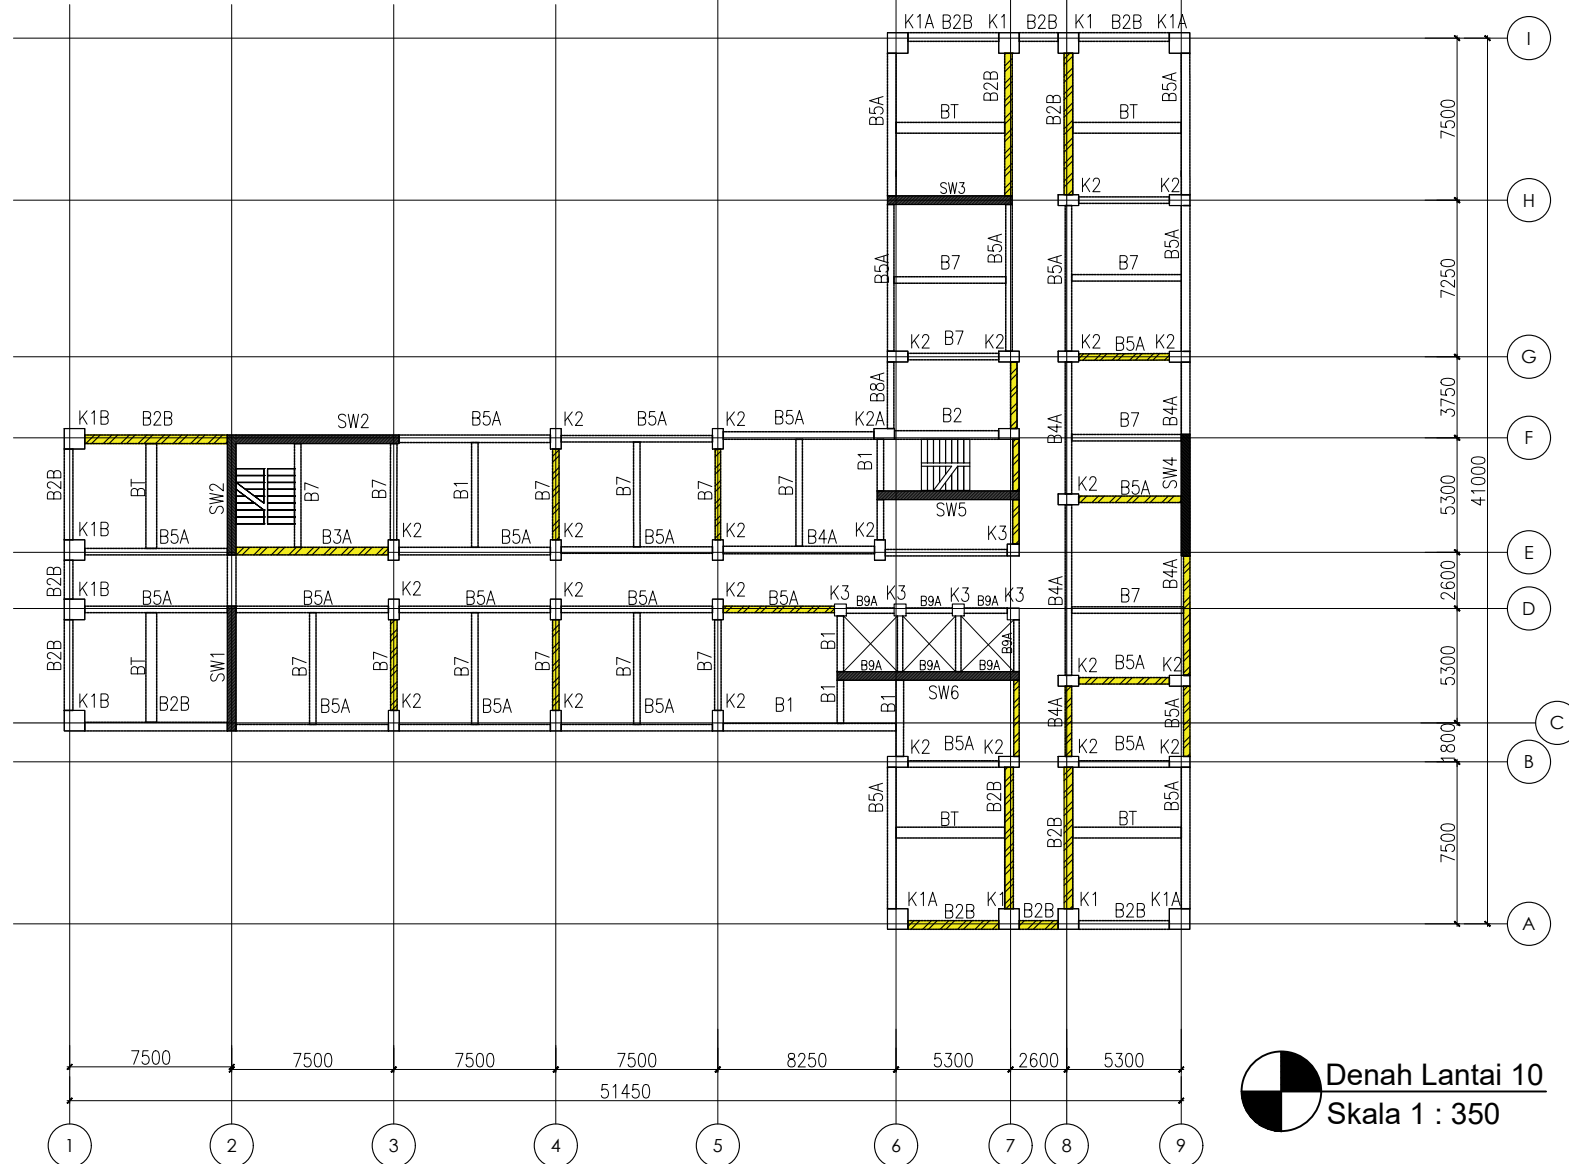 K1A B2B K1 B2B K1 B2B K1A I
B5A B2B B2B B5A
BT BT
7500
SW3 K2 K2 H
B5A B7 B5A B5A B7 B5A
7250
K2 B7 K2 K2 B5A K2 G
B8A B4A B4A 3750
K1B B2B SW2 B5A K2 B5A K2 B5A K2A B2 B7 F
B2B BT SW2 B7 B7 B1 B7 B7 B7 B7 B1 SW4
41000
K2 B5A
SW5 5300
K1B B5A B3A K2 B5A K2 B5A K2 B4A K2 K3 E
B2B K1B K2 K2 K2 B4A B4A 2600
B5A B5A B5A B5A B5A K3 B9A K3 B9A K3 B9A K3 B7 D
B2B BT SW1 B7 B7 B7 B7 B7 B7 B1 B9A
B9A B9A B9A K2 B5A K2 5300
SW6
K1B B2B B5A K2 B5A K2 B5A K2 B1 B1 B1 B4A B5A C
1800
K2 B5A K2 K2 B5A K2 B
B5A B2B B2B B5A
BT BT
7500
K1A B2B K1 B2B K1 B2B K1A A
7500 7500 7500 7500 8250 5300 2600 5300
51450
Denah Lantai 10
Skala 1 : 350
1 2 3 4 5 6 7 8 9